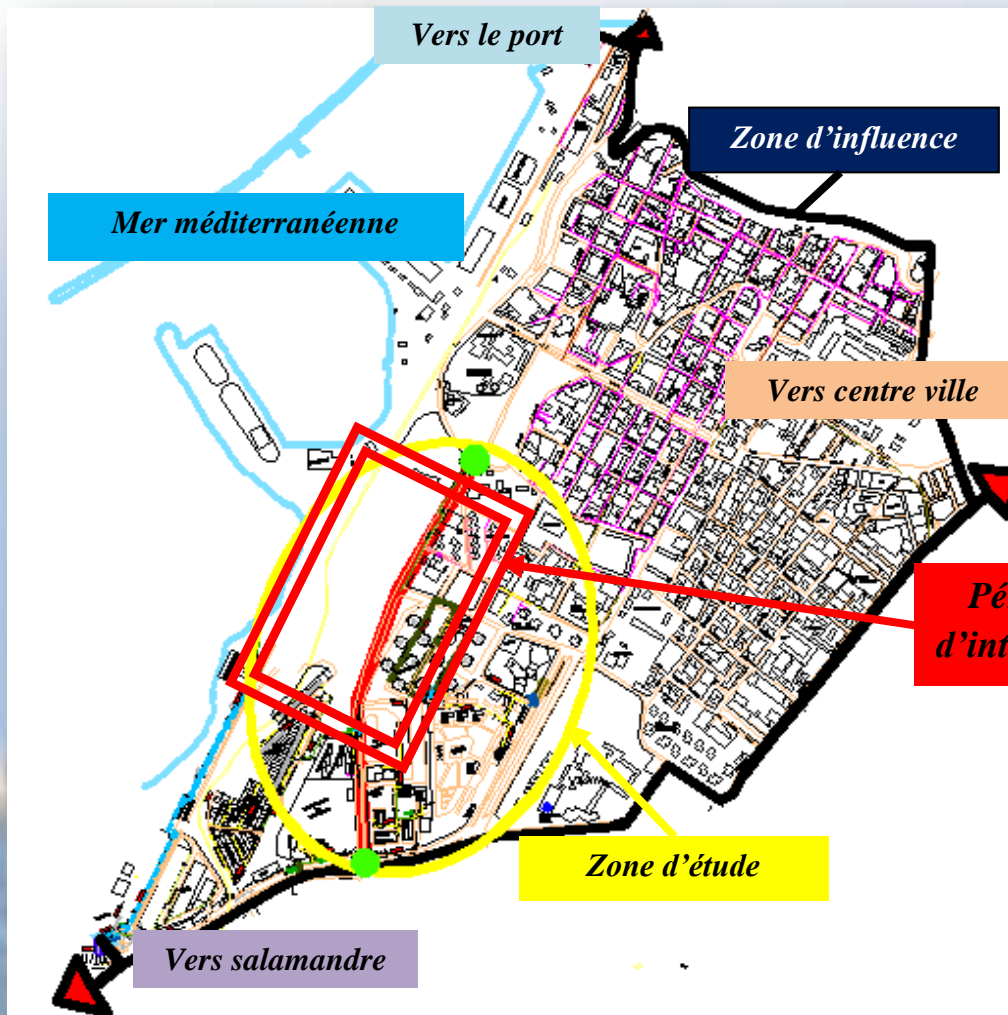 Vers le port
Zone d'influence
Mer méditerranéenne
Vers centre ville
Pé
d'int
Zone d'étude
Vers salamandre